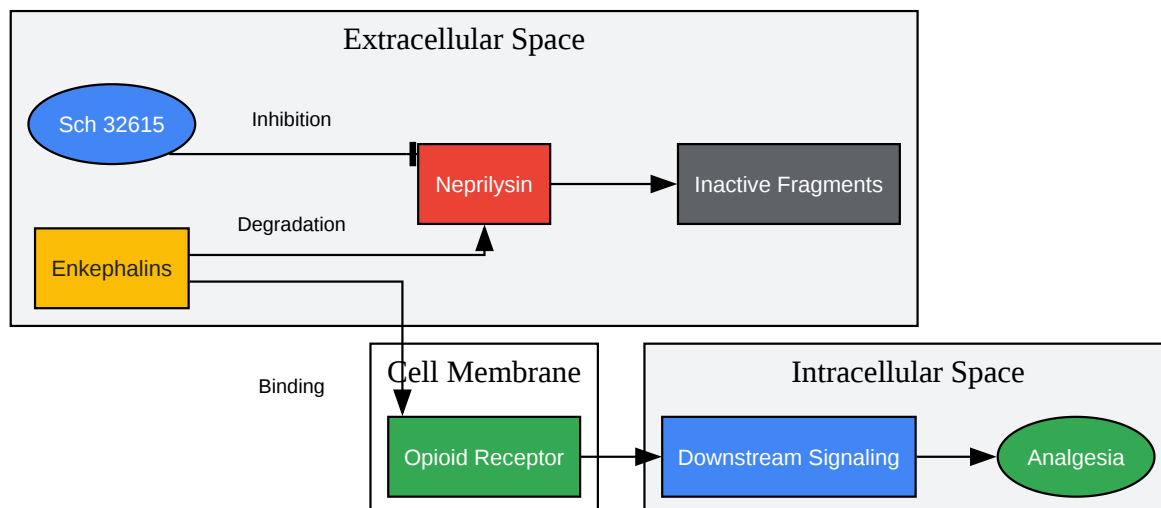 Extracellular Space
Sch 32615
Inhibition
Neprilysin
Inactive Fragments
Degradation
Enkephalins
Binding
Cell Membrane
Opioid Receptor
Intracellular Space
Downstream Signaling
Analgesia